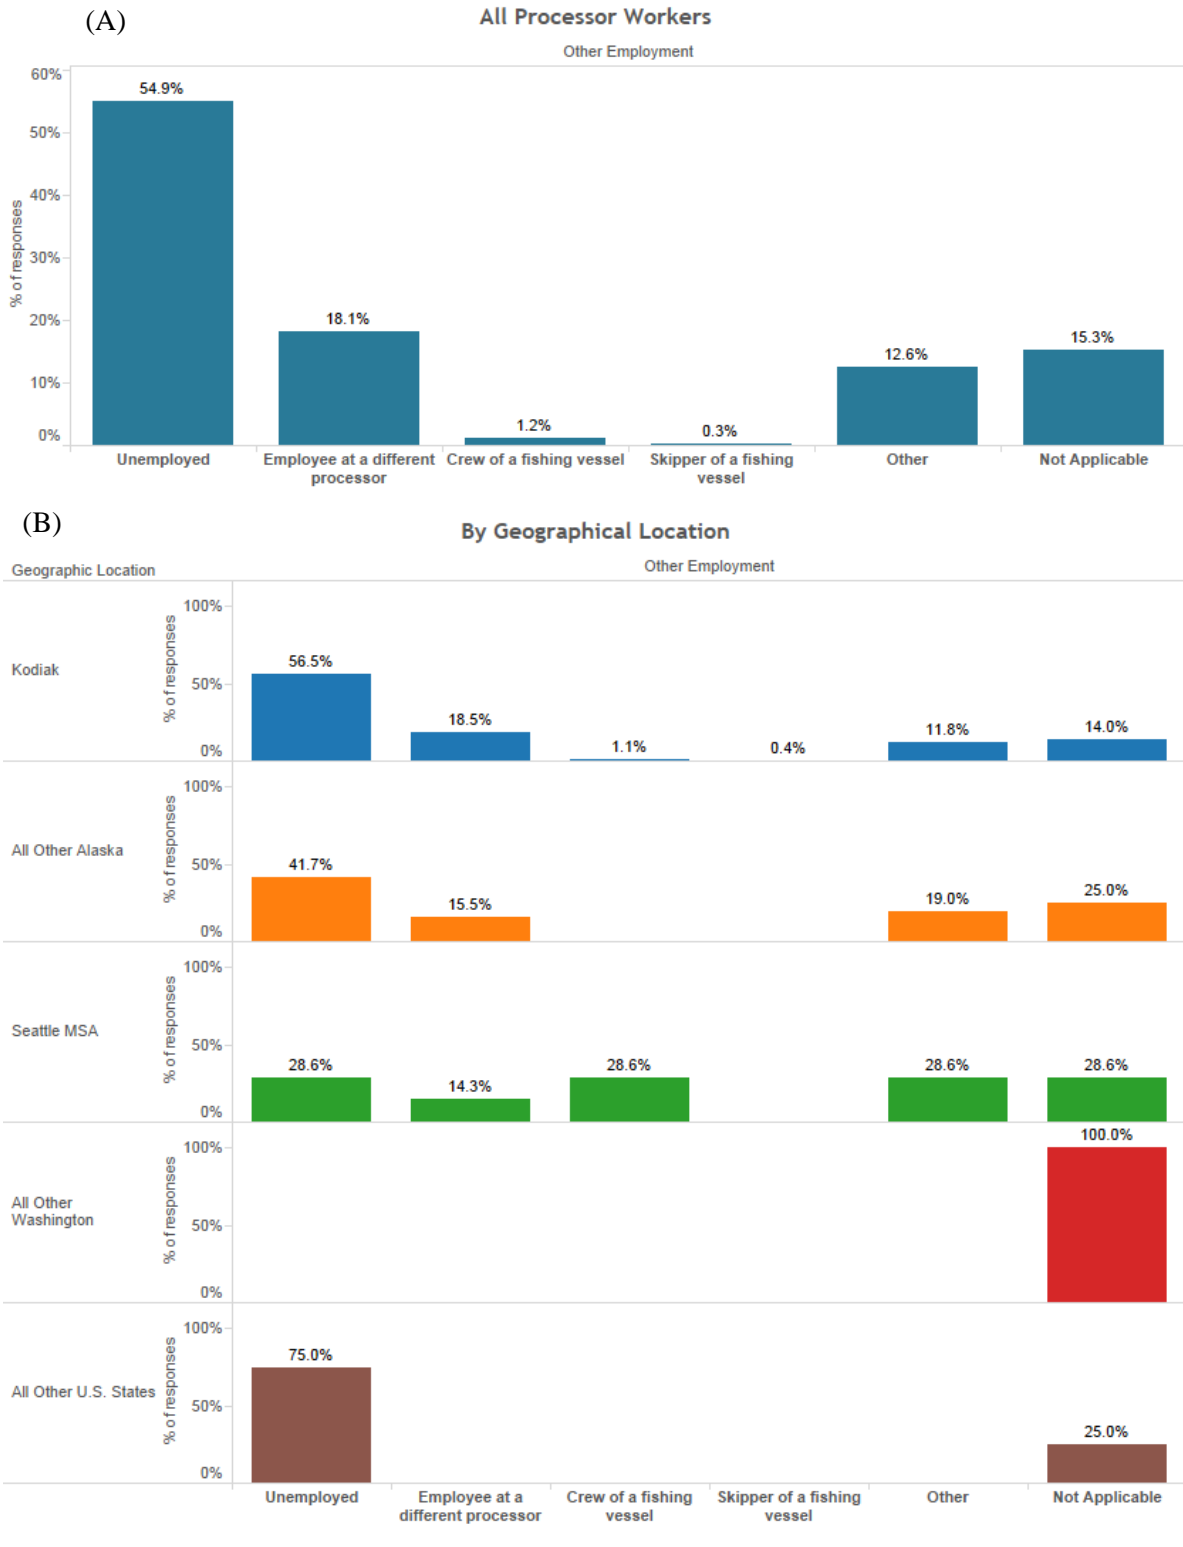 (A)
All Processor Workers
Other Employment
% of responses
60%
50%
40%
30%
20%
10%
0%
54.9%
18.1%
1.2%
0.3%
12.6%
15.3%
Unemployed
Employee at a different
processor
Crew of a fishing vessel
Skipper of a fishing
vessel
Other
Not Applicable
(B)
By Geographical Location
Geographic Location
Other Employment
Kodiak
% of responses
100%
50%
0%
56.5%
18.5%
1.1%
0.4%
11.8%
14.0%
All Other Alaska
% of responses
100%
50%
0%
41.7%
15.5%
19.0%
25.0%
Seattle MSA
% of responses
100%
50%
0%
28.6%
14.3%
28.6%
28.6%
28.6%
All Other
Washington
% of responses
100%
50%
0%
100.0%
All Other U.S. States
% of responses
100%
50%
0%
75.0%
25.0%
Unemployed
Employee at a
different processor
Crew of a fishing
vessel
Skipper of a fishing
vessel
Other
Not Applicable